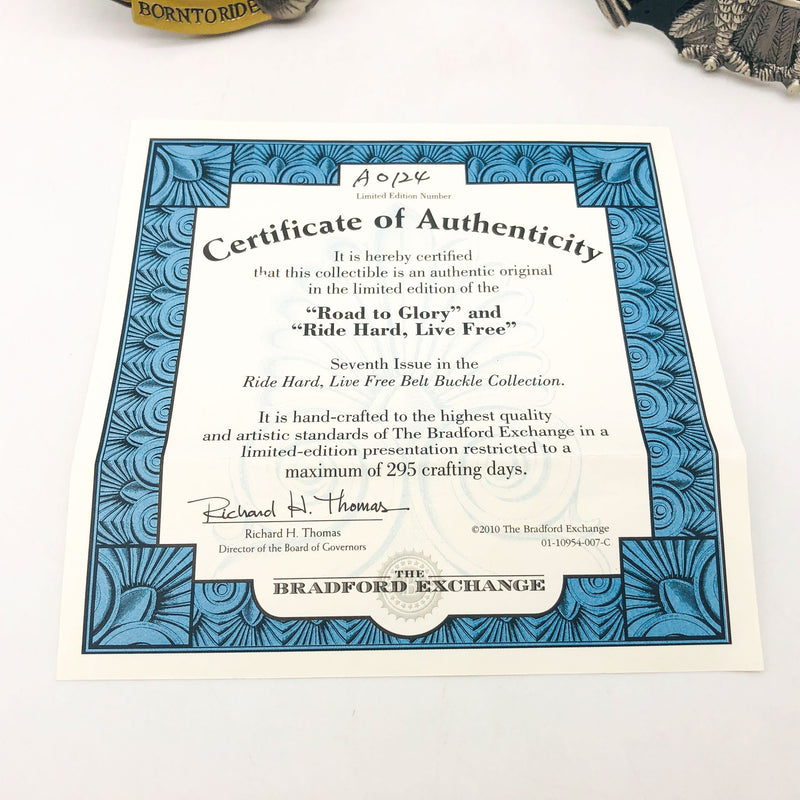 BORN TO RIDE
A0124
Limited Edition Number
Certificate of Authenticity
It is hereby certified
that this collectible is an authentic original
in the limited edition of the
“Road to Glory” and
“Ride Hard, Live Free”
Seventh Issue in the
Ride Hard, Live Free Belt Buckle Collection.
It is hand-crafted to the highest quality
and artistic standards of The Bradford Exchange in a
limited-edition presentation restricted to a
maximum of 295 crafting days.
Richard H. Thomas
Richard H. Thomas
Director of the Board of Governors
©2010 The Bradford Exchange
01-10954-007-C
THE
BRADFORD EXCHANGE